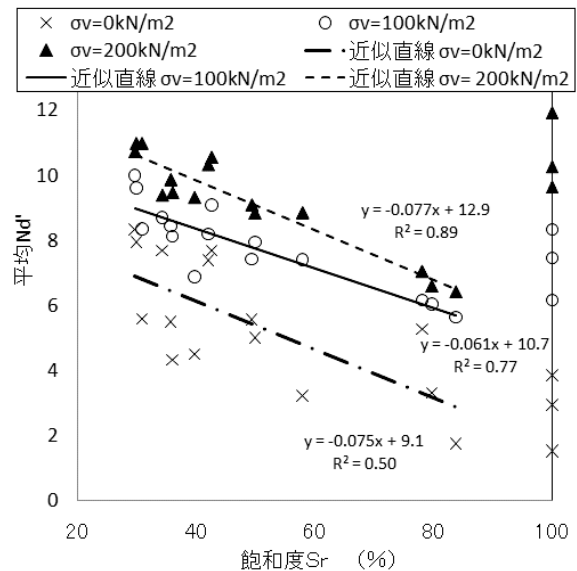 σv=0kN/m2
σv=100kN/m2
σv=200kN/m2
近似直線 σv=0kN/m2
近似直線 σv=100kN/m2
近似直線 σv= 200kN/m2
12
10
8
6
4
2
0
平均Nd'
y = -0.077x + 12.9
R² = 0.89
y = -0.061x + 10.7
R² = 0.77
y = -0.075x + 9.1
R² = 0.50
20
40
60
80
100
飽和度Sr （%）